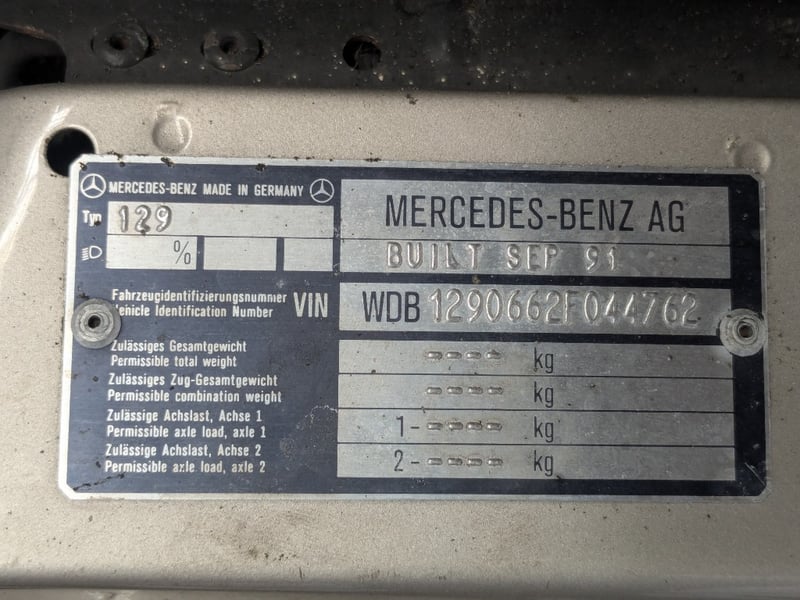 MERCEDES-BENZ MADE IN GERMANY
MERCEDES-BENZ AG
Typ 129
%
BUILT SEP 91
Fahrzeugidentifizierungsnummer
Vehicle Identification Number
VIN
WDB 1290662F044762
Zulässiges Gesamtgewicht
Permissible total weight
---- kg
Zulässiges Zug-Gesamtgewicht
Permissible combination weight
---- kg
Zulässige Achslast, Achse 1
Permissible axle load, axle 1
1- ---- kg
Zulässige Achslast, Achse 2
Permissible axle load, axle 2
2- ---- kg